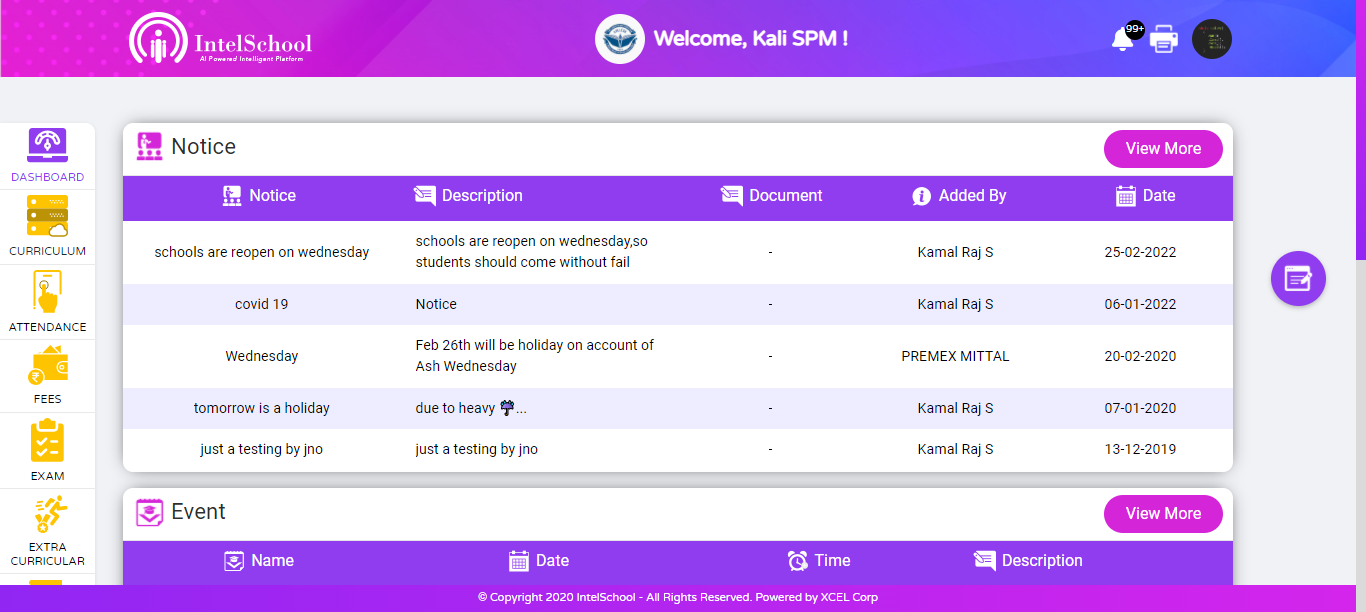 IntelSchool
AI Powered Intelligent Platform
Welcome, Kali SPM !
99+
DASHBOARD
CURRICULUM
ATTENDANCE
FEES
EXAM
EXTRA
CURRICULAR
Notice
View More
Notice Description Document Added By Date
schools are reopen on wednesday schools are reopen on wednesday,so
students should come without fail - Kamal Raj S 25-02-2022
covid 19 Notice - Kamal Raj S 06-01-2022
Wednesday Feb 26th will be holiday on account of
Ash Wednesday - PREMEX MITTAL 20-02-2020
tomorrow is a holiday due to heavy ☔... - Kamal Raj S 07-01-2020
just a testing by jno just a testing by jno - Kamal Raj S 13-12-2019
Event
View More
Name Date Time Description
© Copyright 2020 IntelSchool - All Rights Reserved. Powered by XCEL Corp